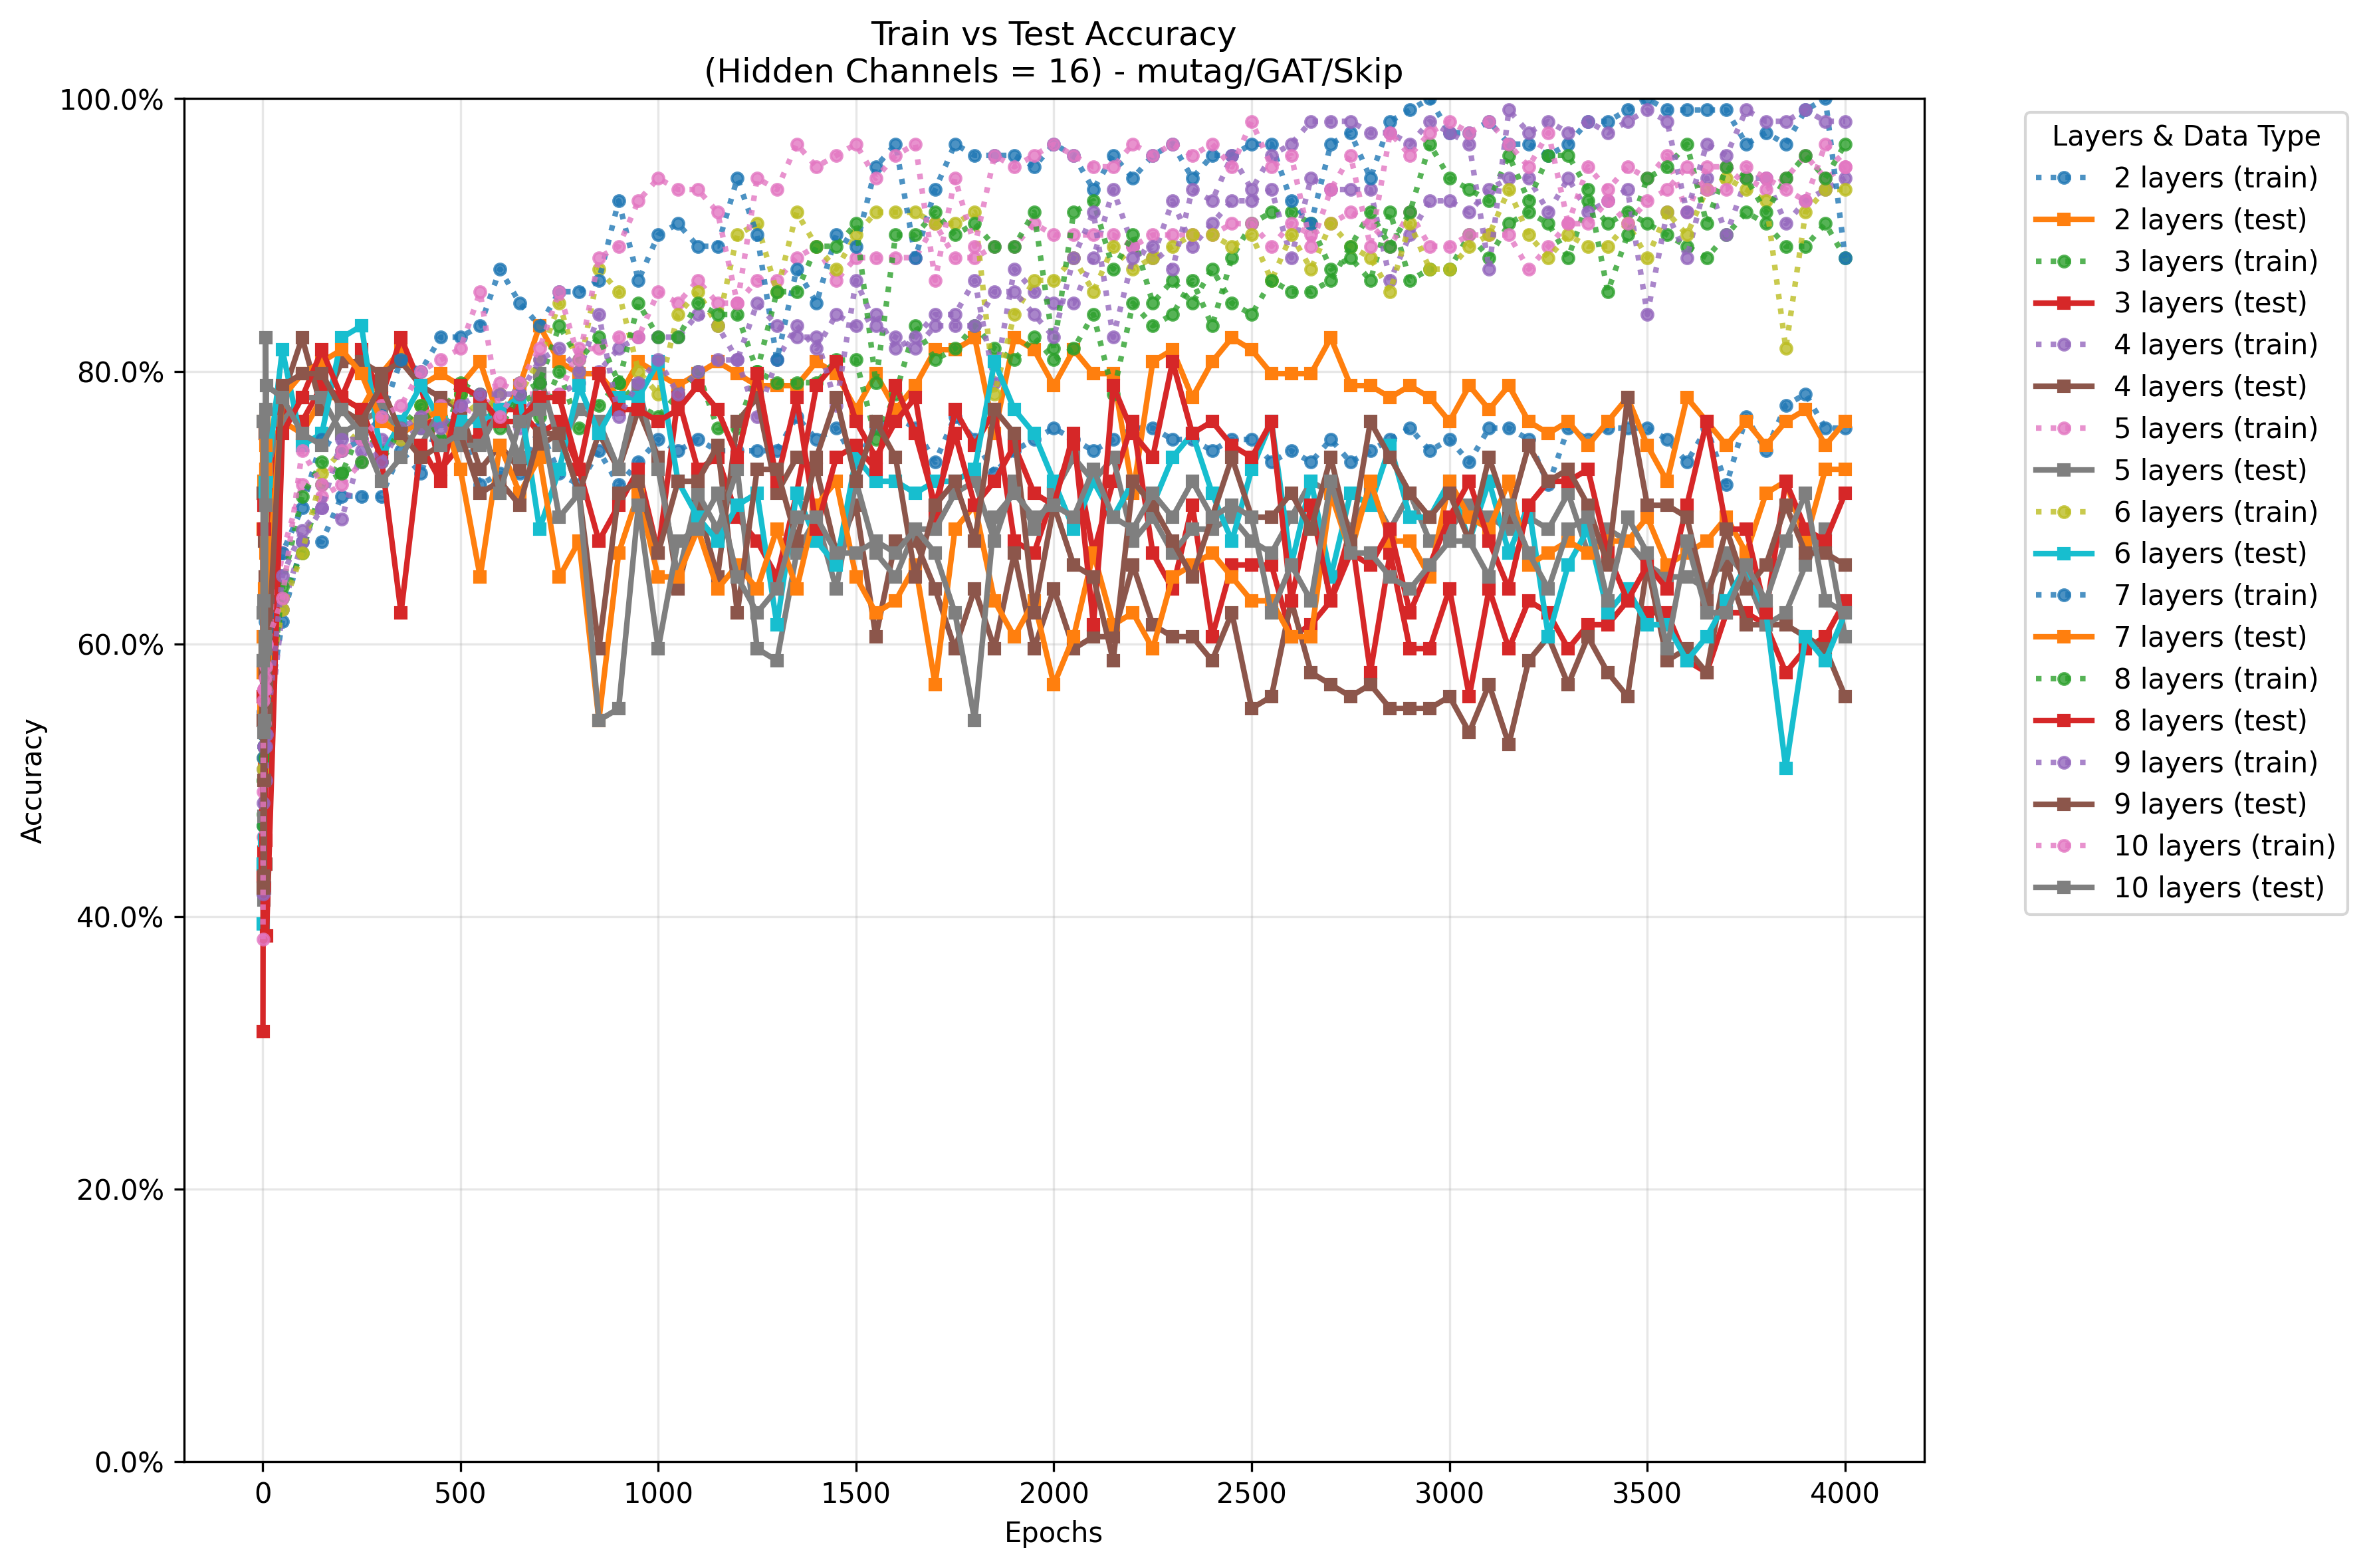 Train vs Test Accuracy
(Hidden Channels = 16) - mutag/GAT/Skip
100.0%
80.0%
60.0%
40.0%
20.0%
0.0%
Accuracy
0 500 1000 1500 2000 2500 3000 3500 4000
Epochs
Layers & Data Type
2 layers (train)
2 layers (test)
3 layers (train)
3 layers (test)
4 layers (train)
4 layers (test)
5 layers (train)
5 layers (test)
6 layers (train)
6 layers (test)
7 layers (train)
7 layers (test)
8 layers (train)
8 layers (test)
9 layers (train)
9 layers (test)
10 layers (train)
10 layers (test)